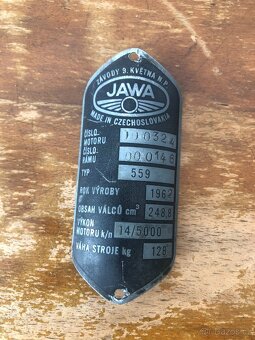 ZÁVODY 9. KVĚTNA N.P.
JAWA
MADE IN CZECHOSLOVAKIA
ČÍSLO MOTORU 110324
ČÍSLO RÁMU 000146
TYP 559
ROK VÝROBY 1962
OBSAH VÁLCŮ cm³ 248,8
VÝKON MOTORU k/n 14/5000
VÁHA STROJE kg 128